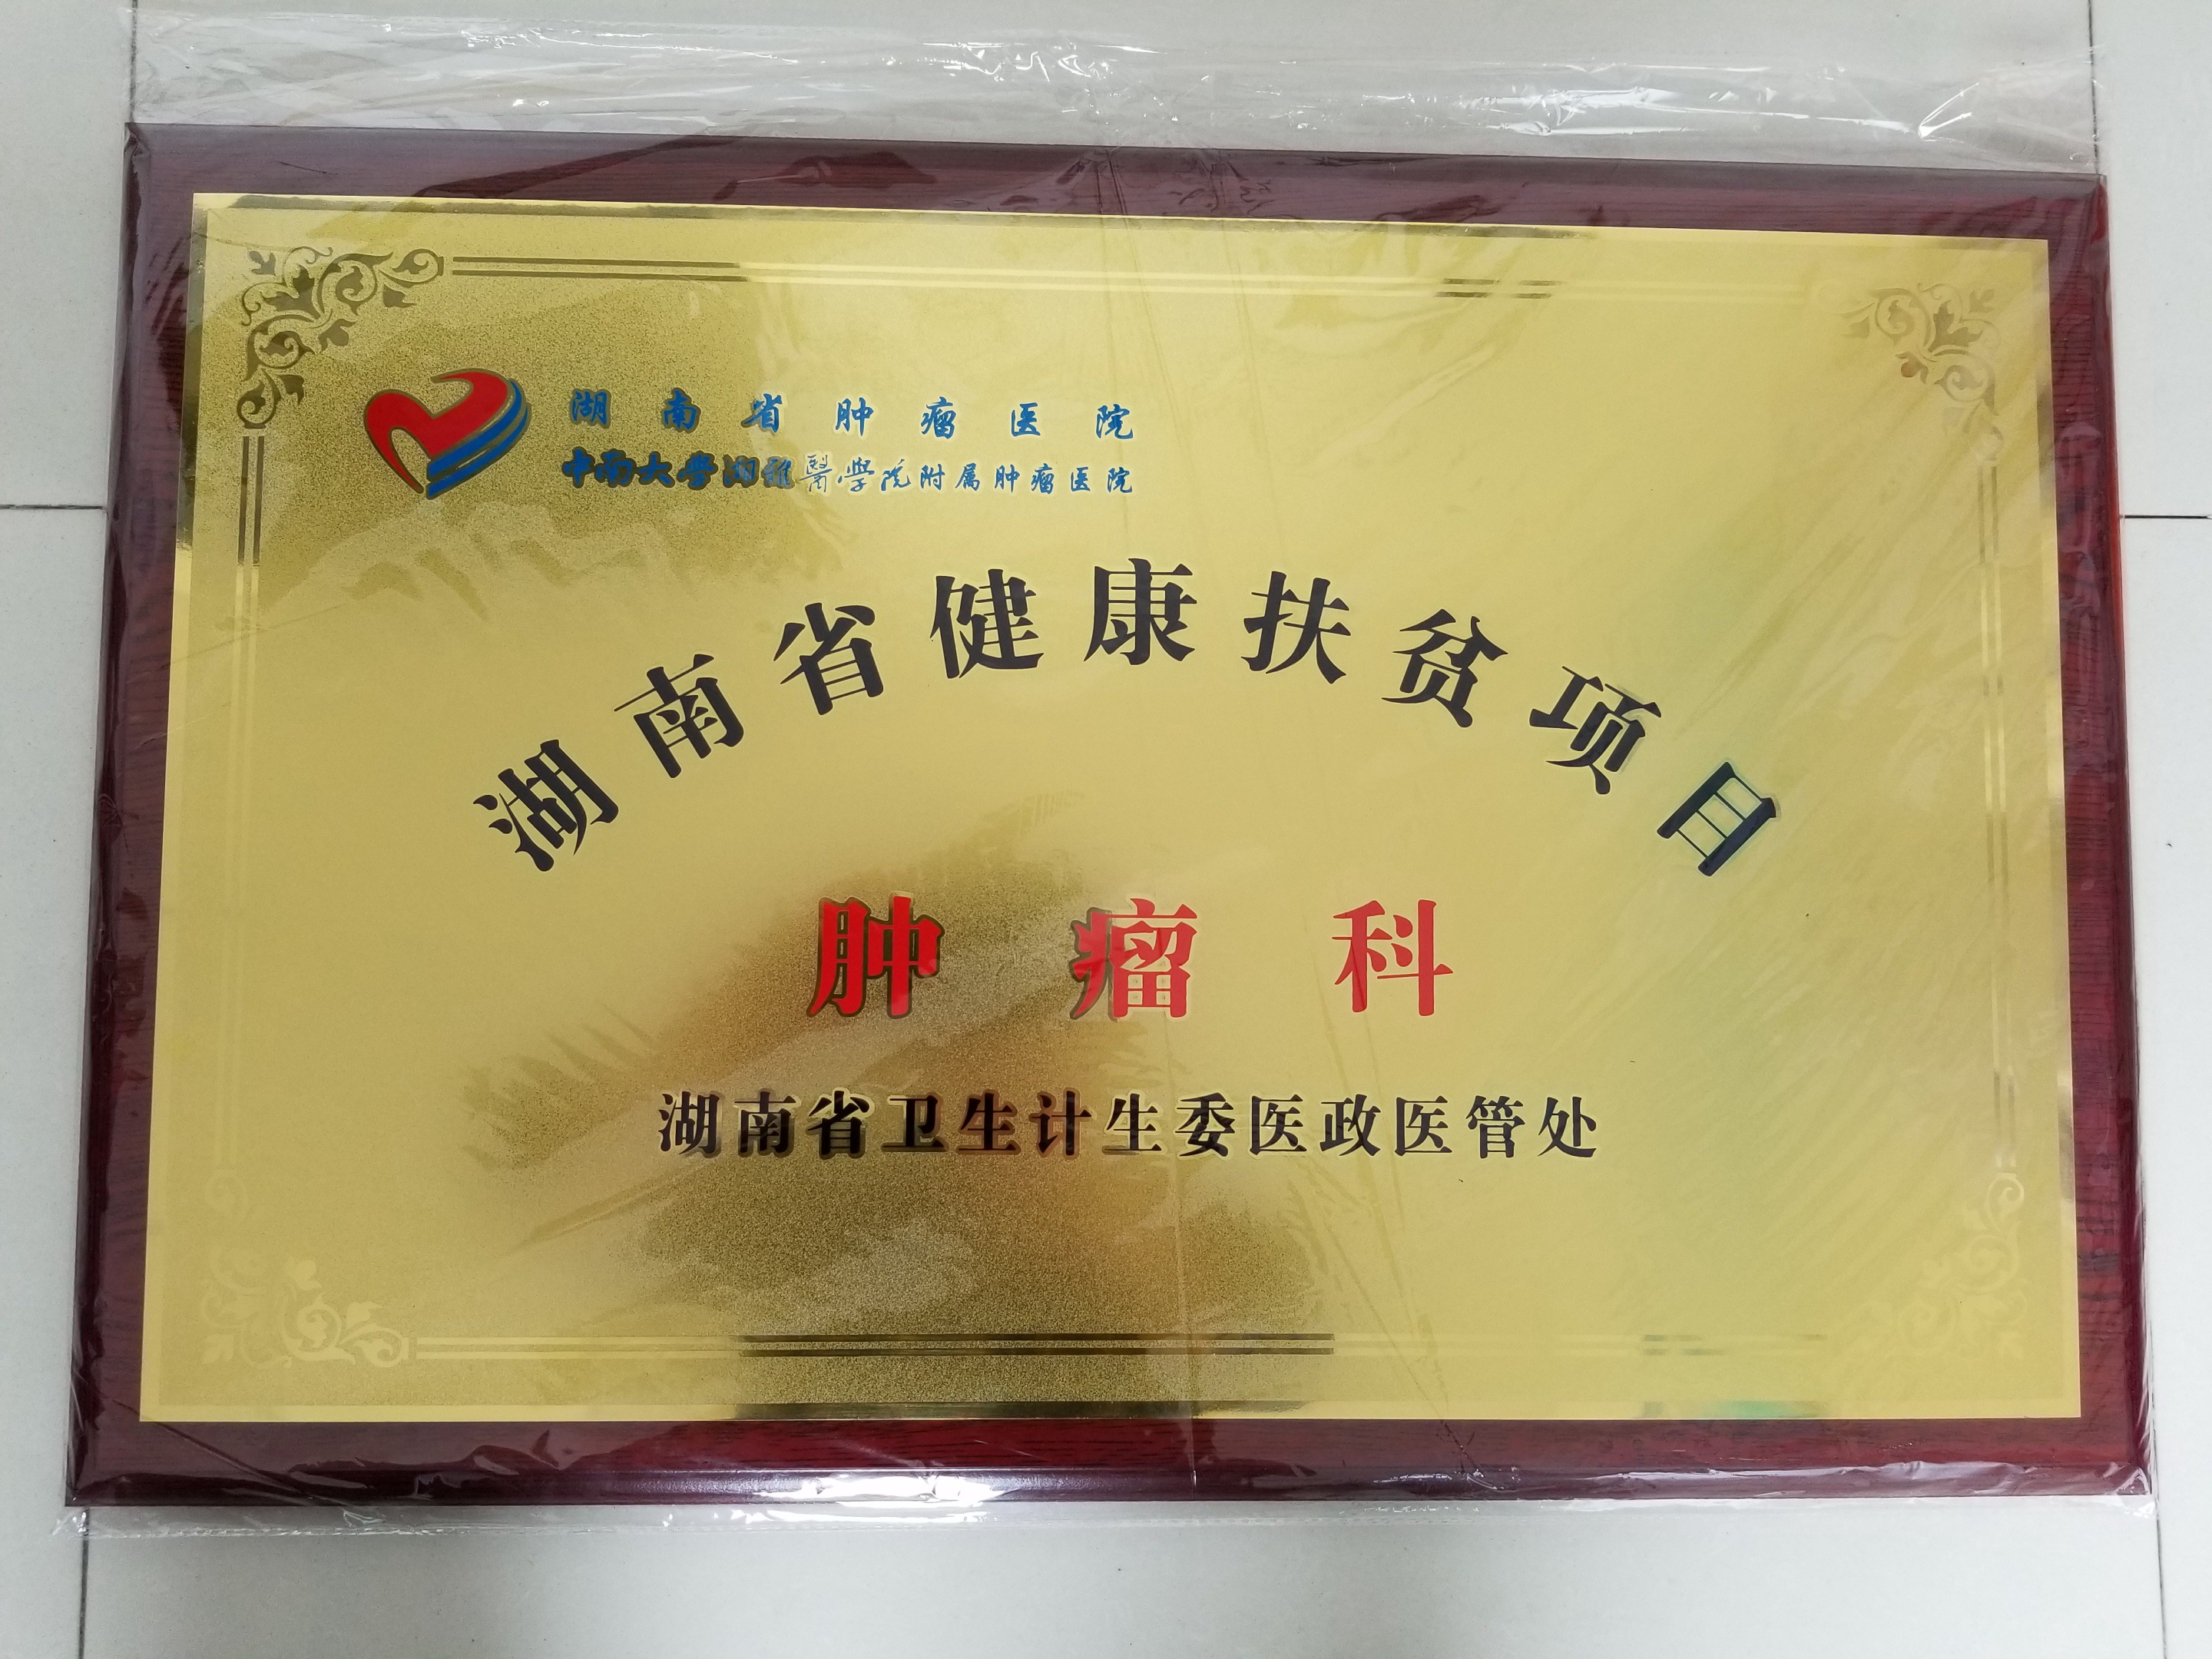 湖南省肿瘤医院
中南大學湘雅醫學院附属肿瘤医院
湖南省健康扶贫项目
肿瘤科
湖南省卫生计生委医政医管处